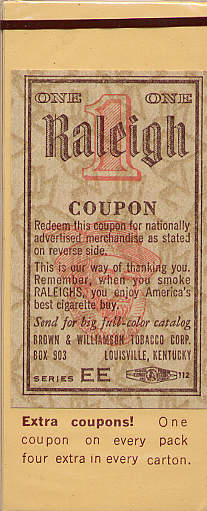 ONE ONE
1
Raleigh
COUPON
Redeem this coupon for nationally
advertised merchandise as stated
on reverse side.
This is our way of thanking you.
Remember, when you smoke
RALEIGHS, you enjoy America's
best cigarette buy.
Send for big full-color catalog
BROWN & WILLIAMSON TOBACCO CORP.
BOX 903 LOUISVILLE, KENTUCKY
SERIES EE 112
Extra coupons! One
coupon on every pack
four extra in every carton.